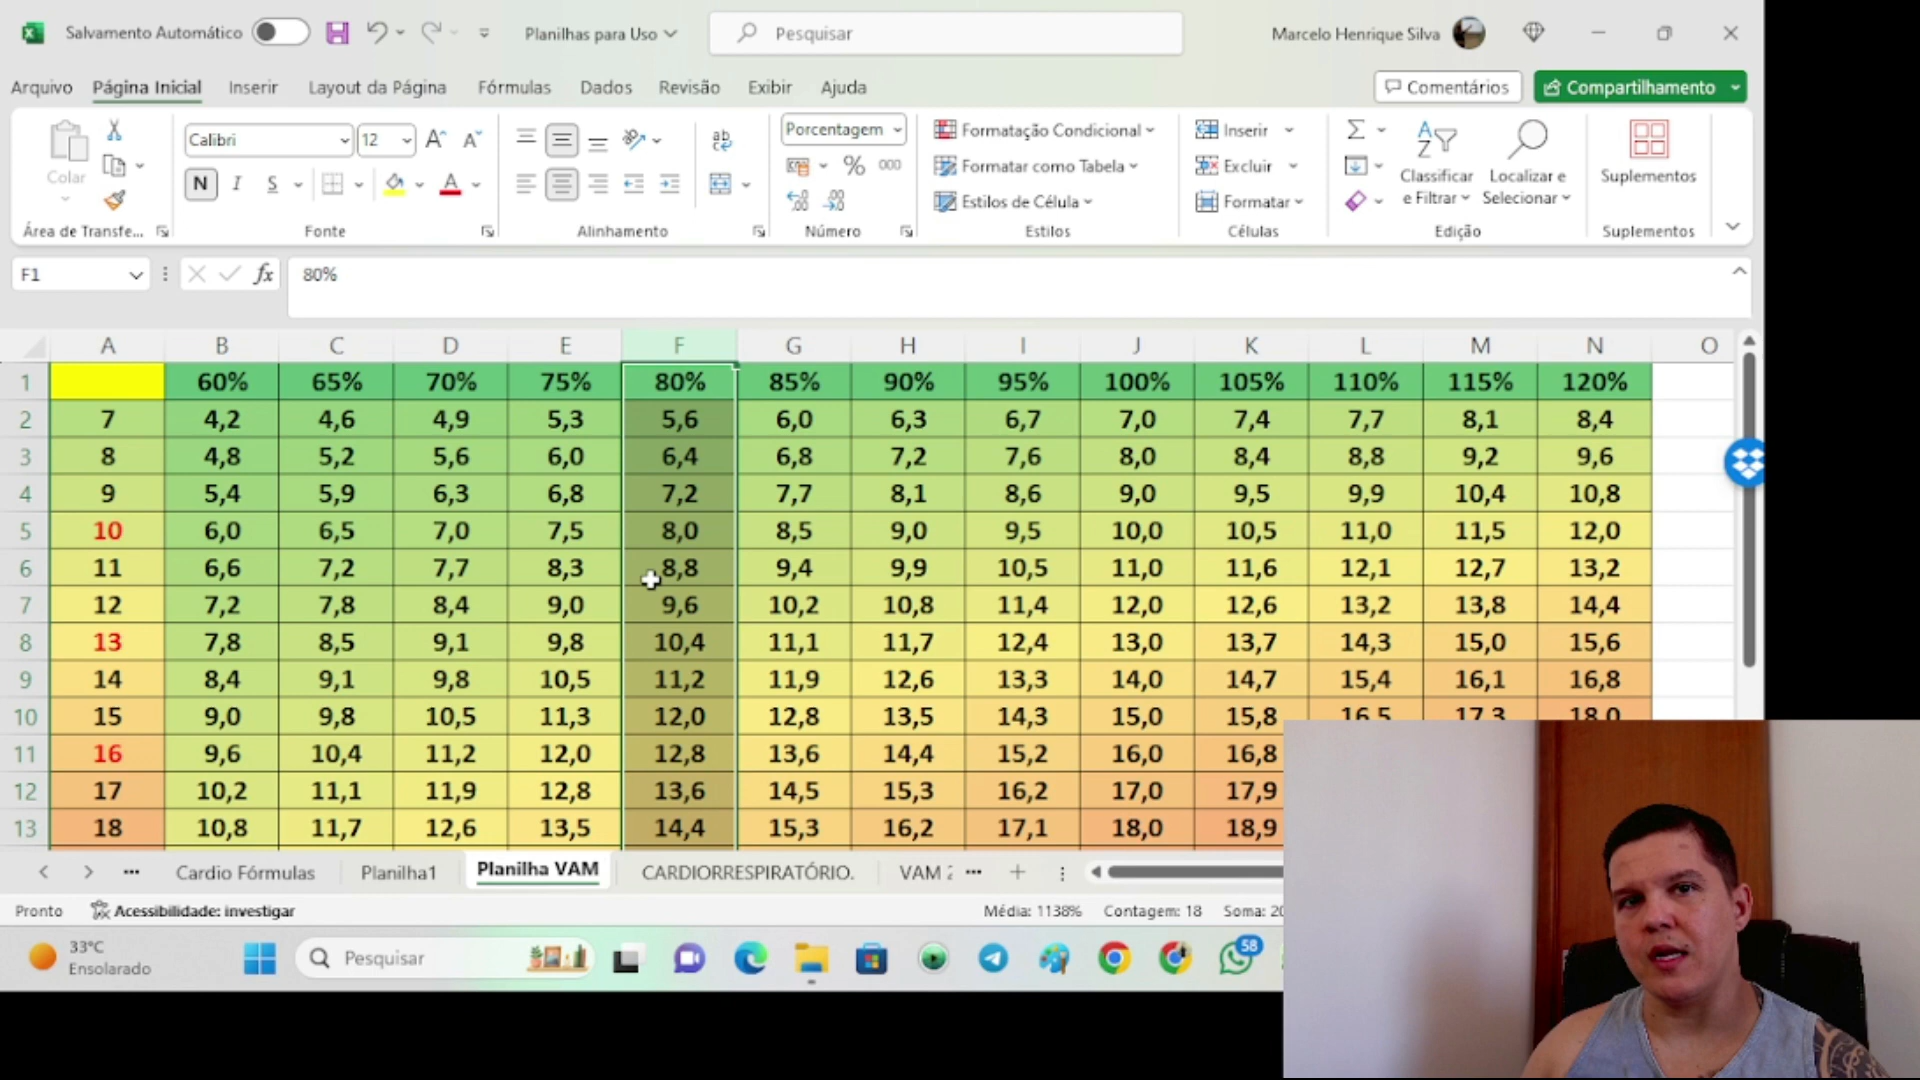 Salvamento Automático
Planilhas para Uso
Pesquisar
Marcelo Henrique Silva
Arquivo Página Inicial Inserir Layout da Página Fórmulas Dados Revisão Exibir Ajuda
Comentários
Compartilhamento
Colar
Área de Transfe...
Calibri 12
N I S
Fonte
ab
Alinhamento
Porcentagem
% 000
Número
Formatação Condicional
Formatar como Tabela
Estilos de Célula
Estilos
Inserir
Excluir
Formatar
Células
Classificar e Filtrar
Localizar e Selecionar
Edição
Suplementos
Suplementos
F1 fx 80%
A B C D E F G H I J K L M N O
1 60% 65% 70% 75% 80% 85% 90% 95% 100% 105% 110% 115% 120%
2 7 4,2 4,6 4,9 5,3 5,6 6,0 6,3 6,7 7,0 7,4 7,7 8,1 8,4
3 8 4,8 5,2 5,6 6,0 6,4 6,8 7,2 7,6 8,0 8,4 8,8 9,2 9,6
4 9 5,4 5,9 6,3 6,8 7,2 7,7 8,1 8,6 9,0 9,5 9,9 10,4 10,8
5 10 6,0 6,5 7,0 7,5 8,0 8,5 9,0 9,5 10,0 10,5 11,0 11,5 12,0
6 11 6,6 7,2 7,7 8,3 8,8 9,4 9,9 10,5 11,0 11,6 12,1 12,7 13,2
7 12 7,2 7,8 8,4 9,0 9,6 10,2 10,8 11,4 12,0 12,6 13,2 13,8 14,4
8 13 7,8 8,5 9,1 9,8 10,4 11,1 11,7 12,4 13,0 13,7 14,3 15,0 15,6
9 14 8,4 9,1 9,8 10,5 11,2 11,9 12,6 13,3 14,0 14,7 15,4 16,1 16,8
10 15 9,0 9,8 10,5 11,3 12,0 12,8 13,5 14,3 15,0 15,8 16,5 17,3 18,0
11 16 9,6 10,4 11,2 12,0 12,8 13,6 14,4 15,2 16,0 16,8
12 17 10,2 11,1 11,9 12,8 13,6 14,5 15,3 16,2 17,0 17,9
13 18 10,8 11,7 12,6 13,5 14,4 15,3 16,2 17,1 18,0 18,9
... Cardio Fórmulas Planilha1 Planilha VAM CARDIORRESPIRATÓRIO. VAM 2 ...
Pronto Acessibilidade: investigar Média: 1138% Contagem: 18 Soma: 20
33°C
Ensolarado
Pesquisar
58